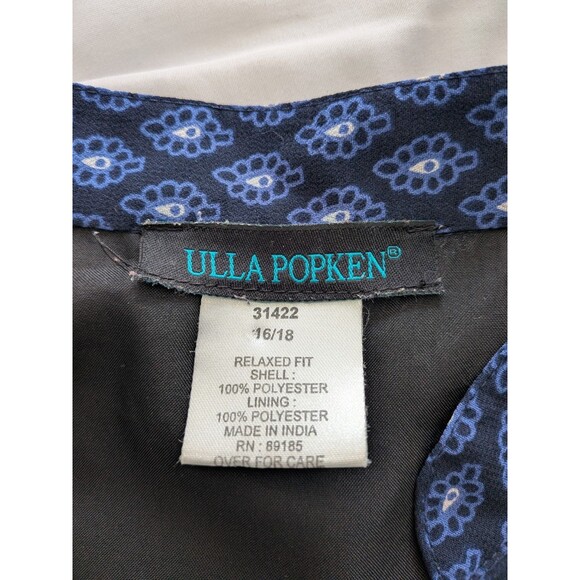 ULLA POPKEN®
31422
16/18
RELAXED FIT
SHELL :
100% POLYESTER
LINING :
100% POLYESTER
MADE IN INDIA
RN : 89185
OVER FOR CARE